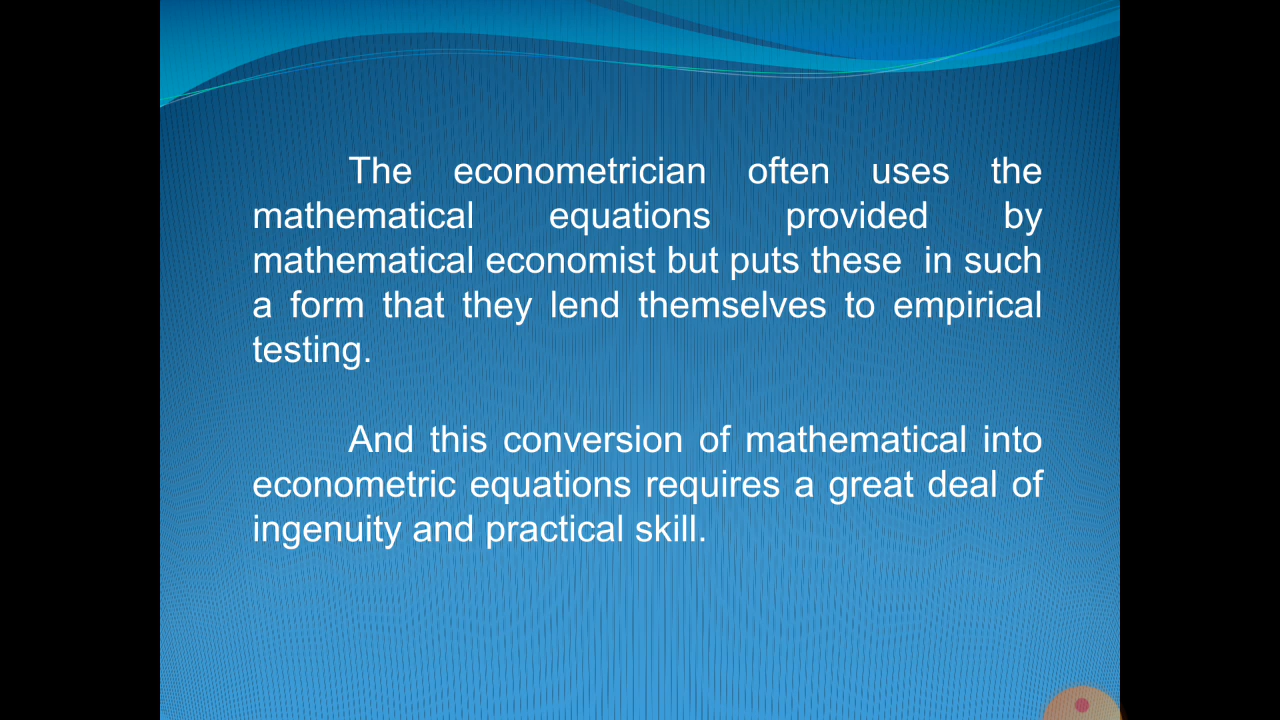 The econometrician often uses the
mathematical equations provided by
mathematical economist but puts these in such
a form that they lend themselves to empirical
testing.
And this conversion of mathematical into
econometric equations requires a great deal of
ingenuity and practical skill.